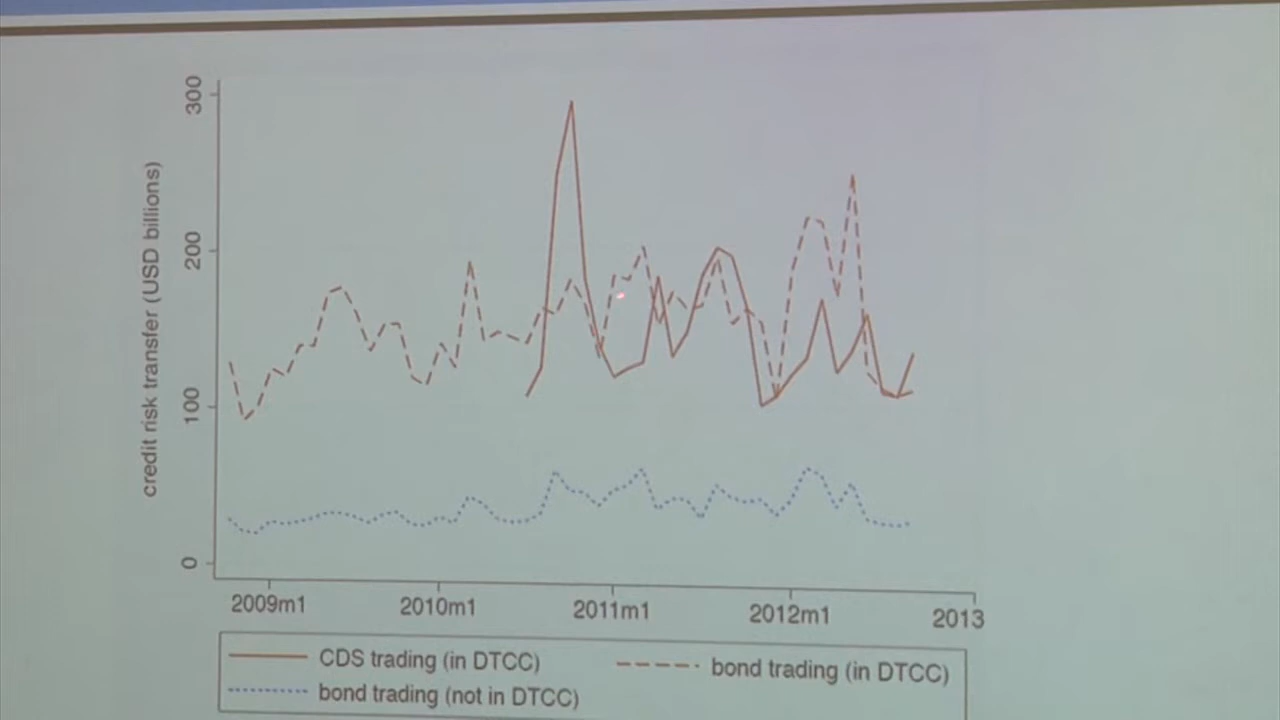 credit risk transfer (USD billions)
300
200
100
0
2009m1 2010m1 2011m1 2012m1 2013
CDS trading (in DTCC) bond trading (in DTCC)
bond trading (not in DTCC)